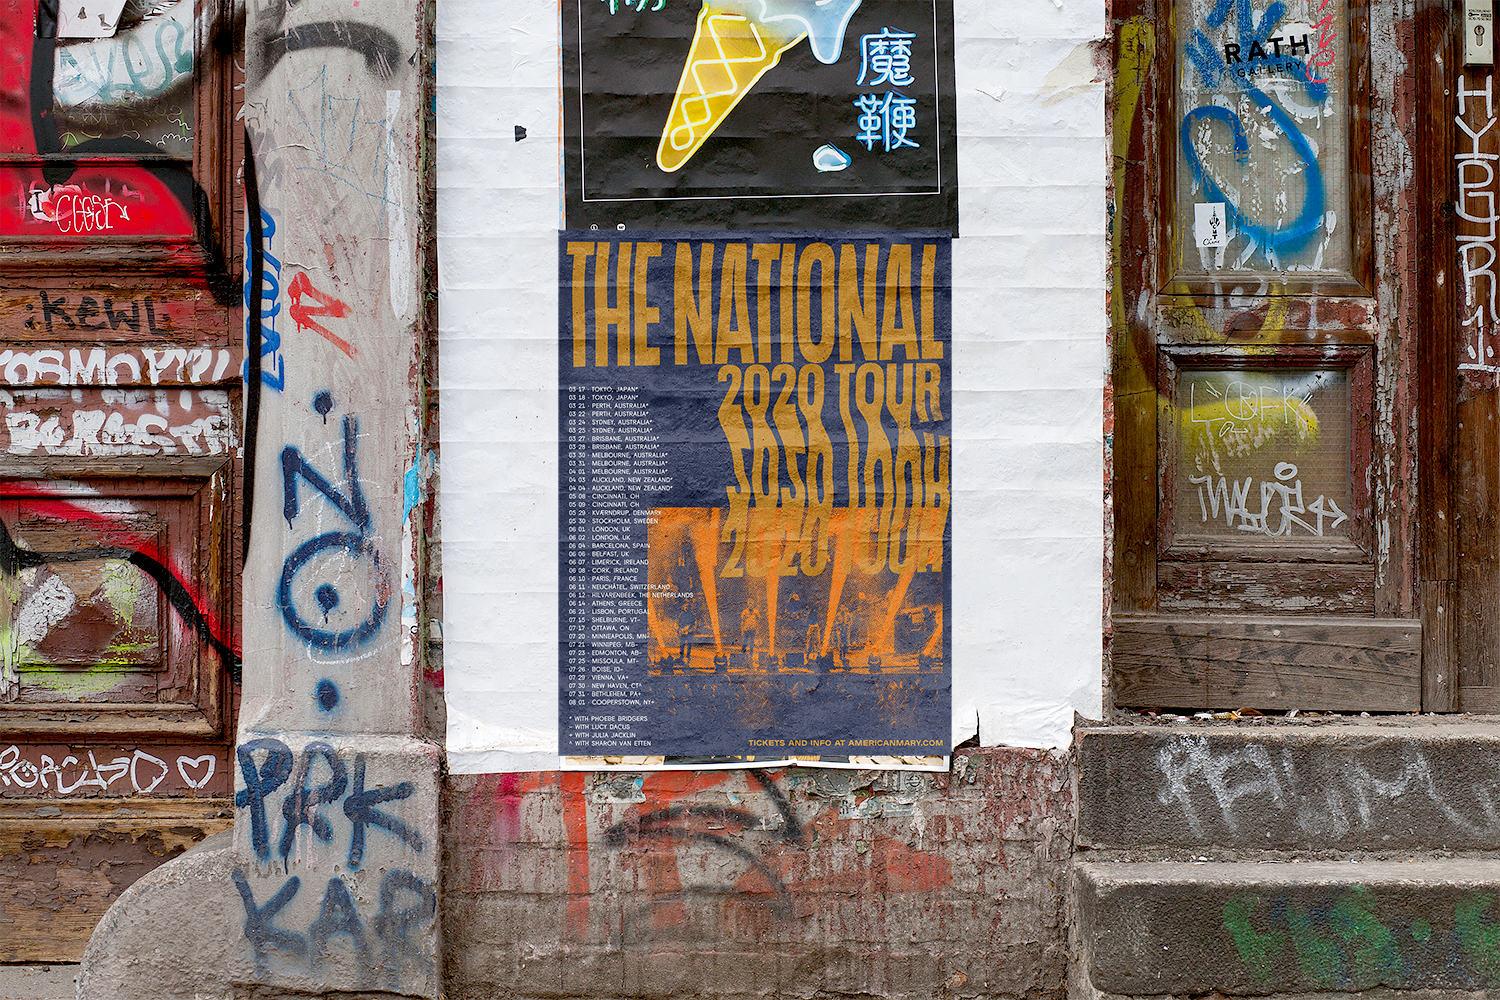 魔
鞭
RATH
GALLERY
COOSE
KEWL
N
THE NATIONAL
2020 TOUR
2020 TOUR
2020 TOUR
03 17 - TOKYO, JAPAN*
03 18 - TOKYO, JAPAN*
03 21 - PERTH, AUSTRALIA*
03 22 - PERTH, AUSTRALIA*
03 24 - SYDNEY, AUSTRALIA*
03 25 - SYDNEY, AUSTRALIA*
03 27 - BRISBANE, AUSTRALIA*
03 28 - BRISBANE, AUSTRALIA*
03 30 - MELBOURNE, AUSTRALIA*
03 31 - MELBOURNE, AUSTRALIA*
04 01 - MELBOURNE, AUSTRALIA*
04 03 - AUCKLAND, NEW ZEALAND*
04 04 - AUCKLAND, NEW ZEALAND*
05 08 - CINCINNATI, OH
05 09 - CINCINNATI, OH
05 29 - KVÆRNDRUP, DENMARK
05 30 - STOCKHOLM, SWEDEN
06 01 - LONDON, UK
06 02 - LONDON, UK
06 04 - BARCELONA, SPAIN
06 06 - BELFAST, UK
06 07 - LIMERICK, IRELAND
06 08 - CORK, IRELAND
06 10 - PARIS, FRANCE
06 11 - NEUCHÂTEL, SWITZERLAND
06 12 - HILVARENBEEK, THE NETHERLANDS
06 14 - ATHENS, GREECE
06 21 - LISBON, PORTUGAL
07 15 - SHELBURNE, VT~
07 17 - OTTAWA, ON
07 20 - MINNEAPOLIS, MN~
07 21 - WINNIPEG, MB~
07 23 - EDMONTON, AB~
07 25 - MISSOULA, MT~
07 26 - BOISE, ID~
07 29 - VIENNA, VA+
07 30 - NEW HAVEN, CT^
07 31 - BETHLEHEM, PA+
08 01 - COOPERSTOWN, NY+
* WITH PHOEBE BRIDGERS
~ WITH LUCY DACUS
+ WITH JULIA JACKLIN
^ WITH SHARON VAN ETTEN
TICKETS AND INFO AT AMERICANMARY.COM
PRK
KAR